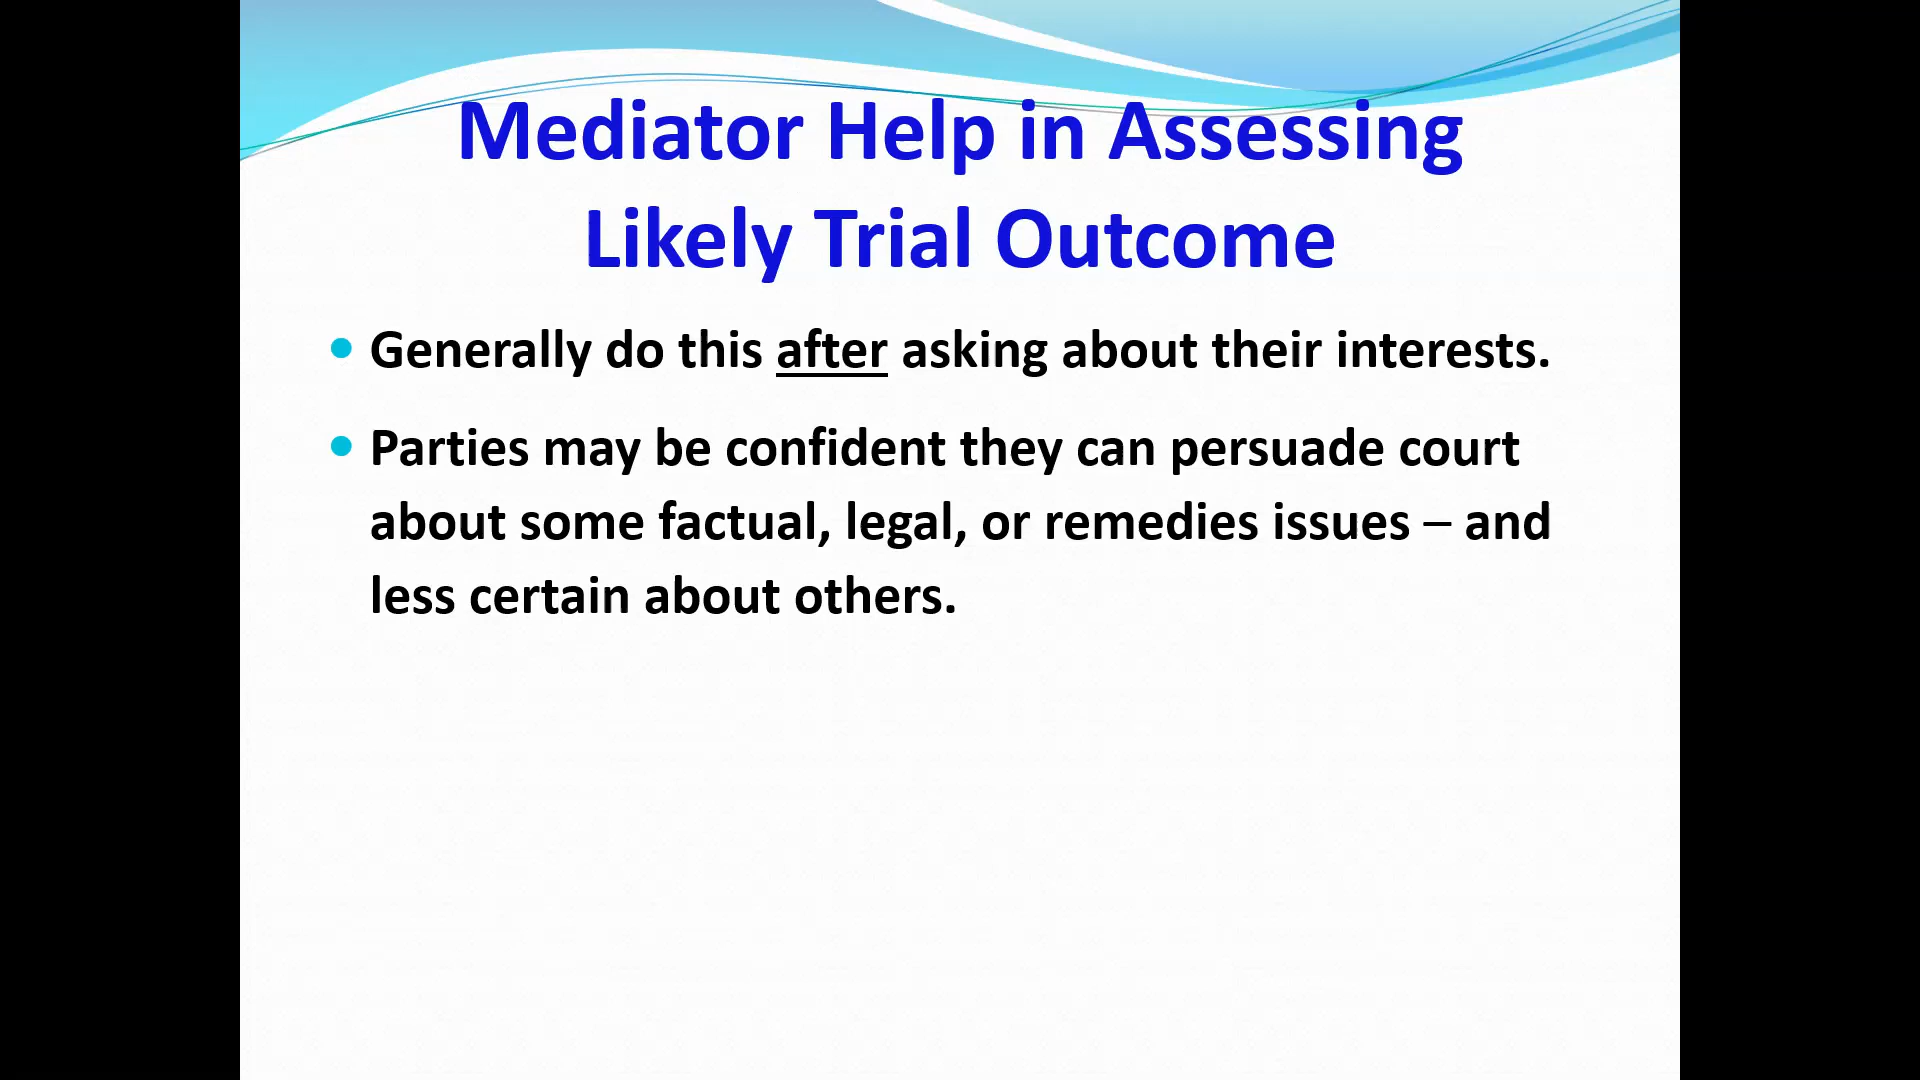 Mediator Help in Assessing
Likely Trial Outcome
• Generally do this after asking about their interests.
• Parties may be confident they can persuade court
about some factual, legal, or remedies issues – and
less certain about others.